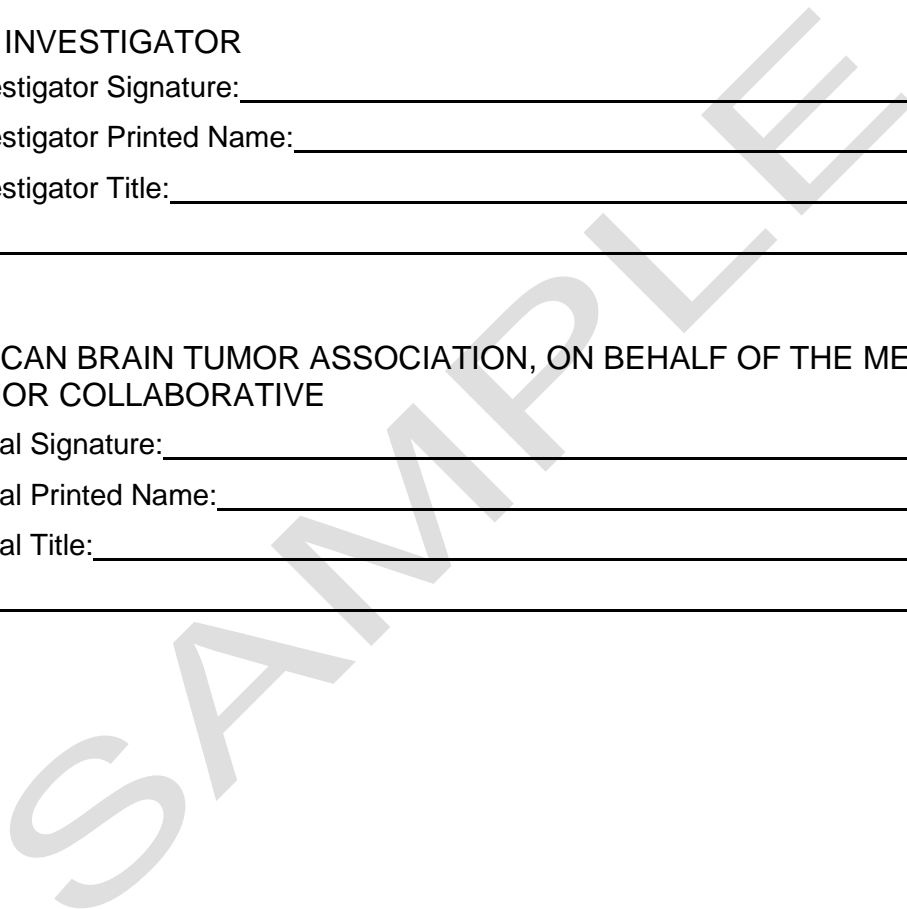 INVESTIGATOR
estigator Signature:
estigator Printed Name:
estigator Title:
CAN BRAIN TUMOR ASSOCIATION, ON BEHALF OF THE ME
OR COLLABORATIVE
al Signature:
al Printed Name:
al Title:
SAMPLE